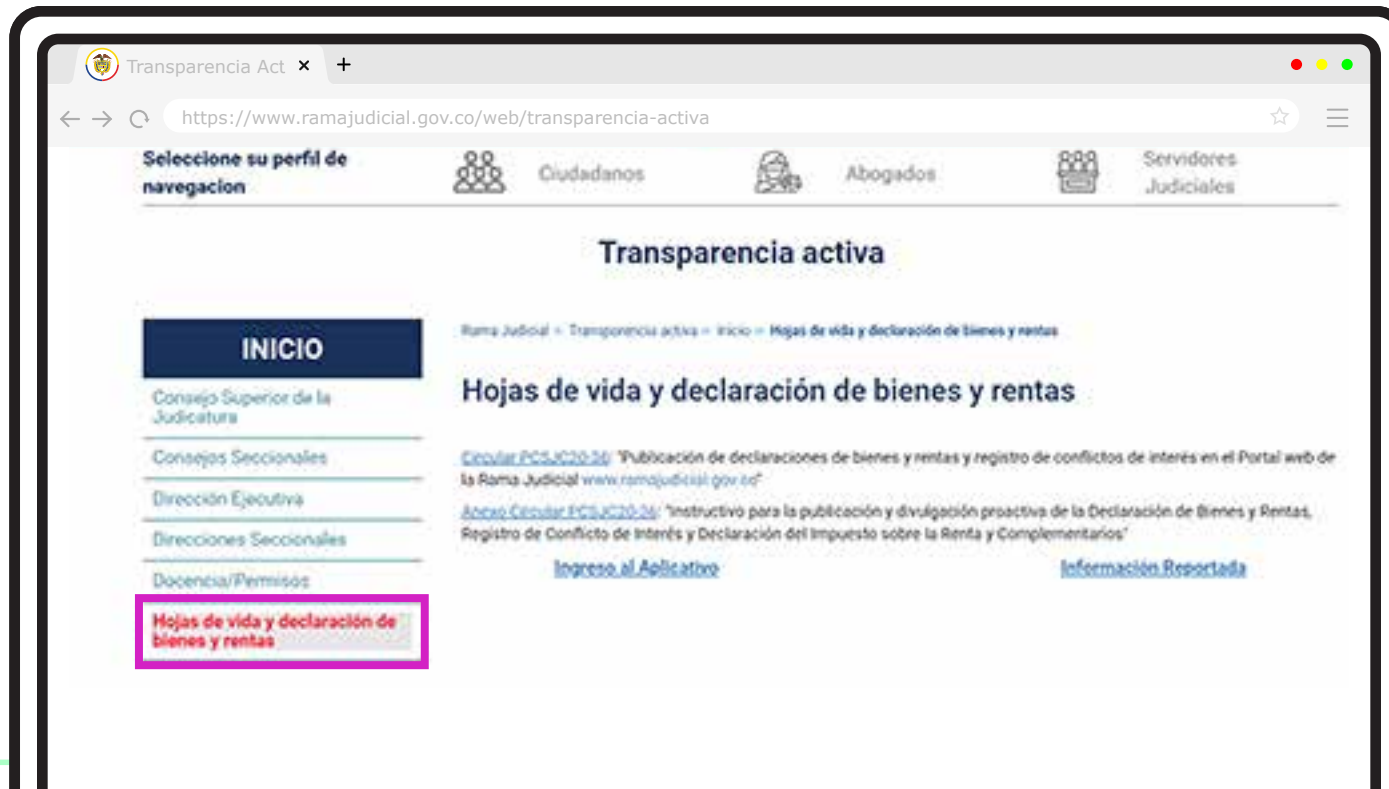 Transparencia Act × +
https://www.ramajudicial.gov.co/web/transparencia-activa
Seleccione su perfil de
navegacion
Ciudadanos
Abogados
Servidores
Judiciales
Transparencia activa
INICIO
Consejo Superior de la
Judicatura
Consejos Seccionales
Dirección Ejecutiva
Direcciones Seccionales
Docencia/Permisos
Hojas de vida y declaración de
bienes y rentas
Rama Judicial » Transparencia activa » Inicio » Hojas de vida y declaración de bienes y rentas
Hojas de vida y declaración de bienes y rentas
Circular PCSJC20-36: "Publicación de declaraciones de bienes y rentas y registro de conflictos de interés en el Portal web de
la Rama Judicial www.ramajudicial.gov.co"
Anexo Circular PCSJC20-36: "Instructivo para la publicación y divulgación proactiva de la Declaración de Bienes y Rentas,
Registro de Conflicto de Interés y Declaración del Impuesto sobre la Renta y Complementarios"
Ingreso al Aplicativo
Información Reportada